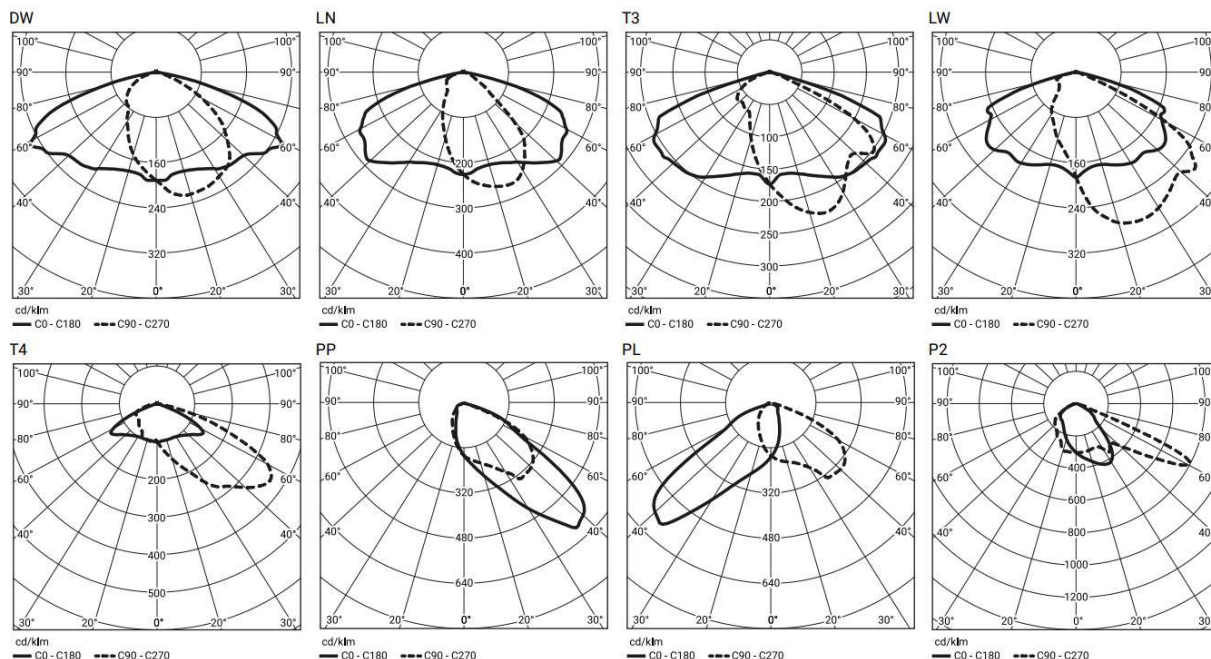 DW LN T3 LW
100° 100° 100° 100° 100° 100° 100° 100°
90° 90° 90° 90° 90° 90° 90° 90°
80° 80° 80° 80° 80° 80° 80° 80°
100
60° 160 60° 60° 200 60° 60° 150 60° 60° 160 60°
200
40° 240 40° 40° 300 40° 40° 250 40° 40° 240 40°
320 400 300 320
30° 20° 0° 20° 30° 30° 20° 0° 20° 30° 30° 20° 0° 20° 30° 30° 20° 0° 20° 30°
cd/klm cd/klm cd/klm cd/klm
C0 - C180 C90 - C270 C0 - C180 C90 - C270 C0 - C180 C90 - C270 C0 - C180 C90 - C270
T4 PP PL P2
100° 100° 100° 100° 100° 100° 100° 100°
90° 90° 90° 90° 90° 90° 90° 90°
80° 80° 80° 80° 80° 80° 80° 80°
200 400
60° 60° 60° 320 60° 60° 320 60° 60° 60°
300 600
40° 400 40° 40° 480 40° 40° 480 40° 40° 800 40°
1000
500 640 640 1200
30° 20° 0° 20° 30° 30° 20° 0° 20° 30° 30° 20° 0° 20° 30° 30° 20° 0° 20° 30°
cd/klm cd/klm cd/klm cd/klm
C0 - C180 C90 - C270 C0 - C180 C90 - C270 C0 - C180 C90 - C270 C0 - C180 C90 - C270